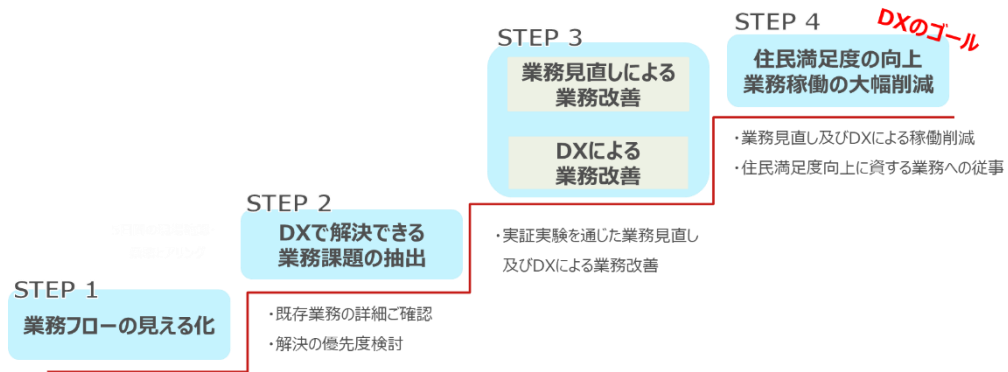 STEP 1
業務フローの見える化
STEP 2
DXで解決できる
業務課題の抽出
・既存業務の詳細ご確認
・解決の優先度検討
STEP 3
業務見直しによる
業務改善
DXによる
業務改善
・実証実験を通じた業務見直し
及びDXによる業務改善
STEP 4
DXのゴール
住民満足度の向上
業務稼働の大幅削減
・業務見直し及びDXによる稼働削減
・住民満足度向上に資する業務への従事